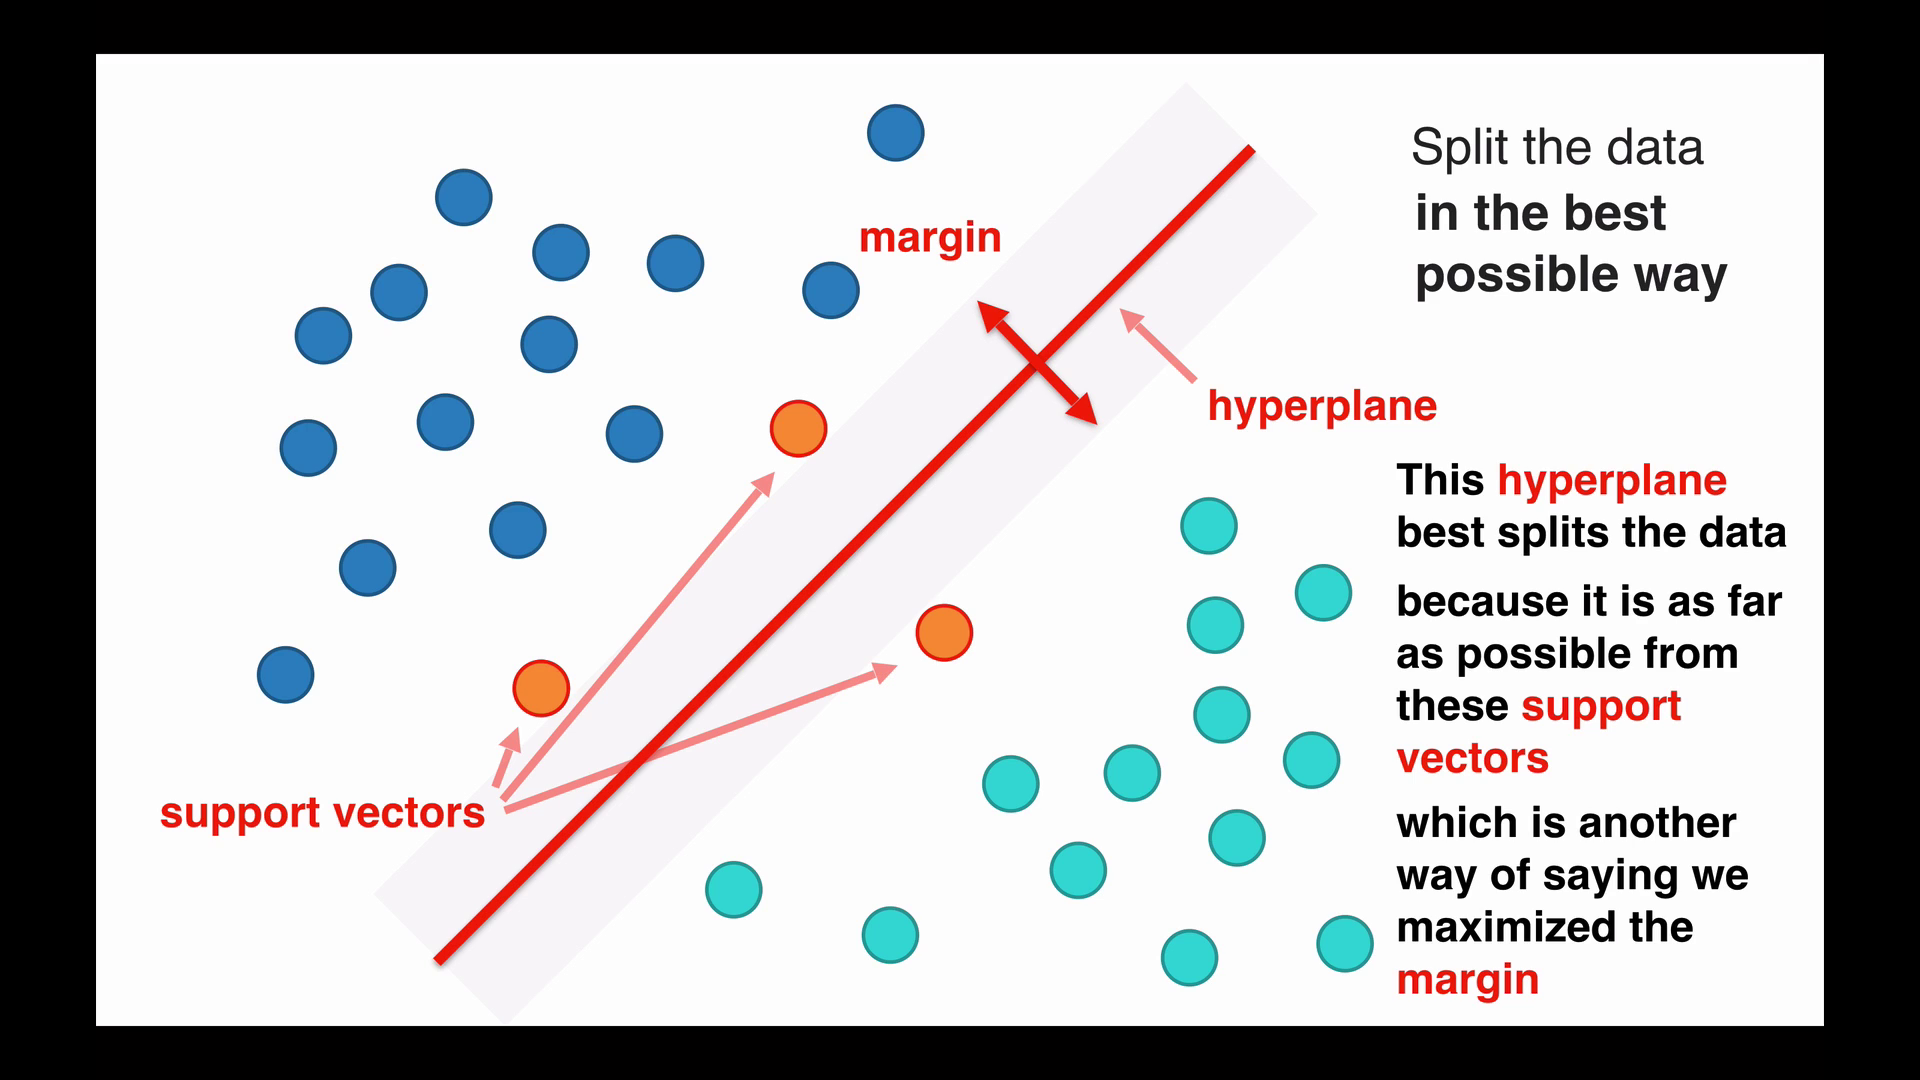 Split the data
in the best
possible way
margin
hyperplane
This hyperplane
best splits the data
because it is as far
as possible from
these support
vectors
support vectors
which is another
way of saying we
maximized the
margin